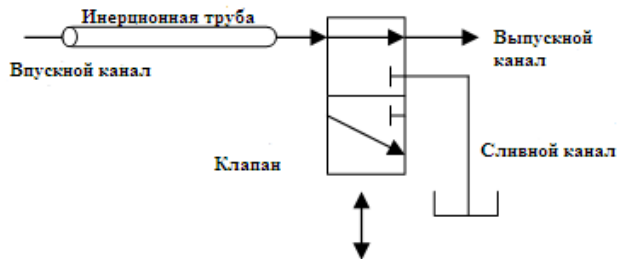 Инерционная труба
Впускной канал
Выпускной
канал
Клапан
Сливной канал